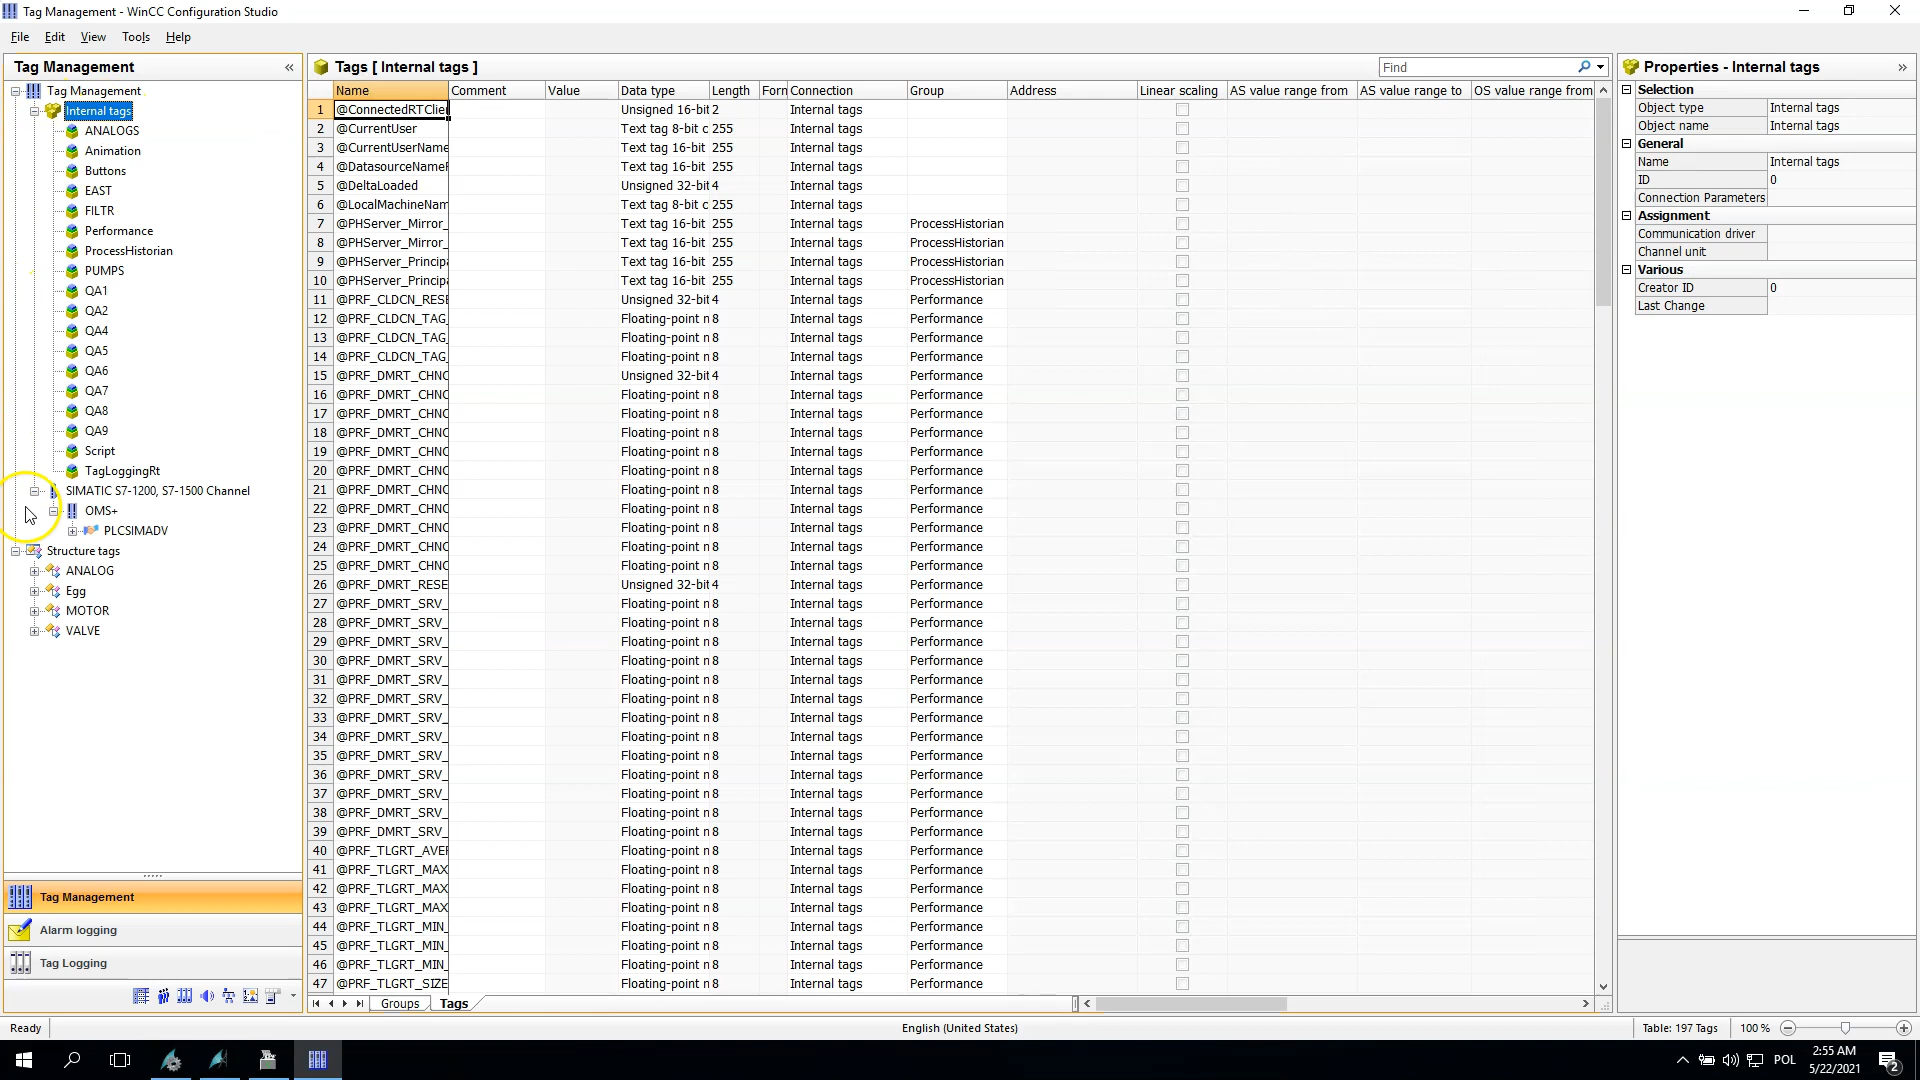 Tag Management - WinCC Configuration Studio
File Edit View Tools Help
Tag Management «
Tag Management
Internal tags
ANALOGS
Animation
Buttons
EAST
FILTR
Performance
ProcessHistorian
PUMPS
QA1
QA2
QA4
QA5
QA6
QA7
QA8
QA9
Script
TagLoggingRt
SIMATIC S7-1200, S7-1500 Channel
OMS+
PLCSIMADV
Structure tags
ANALOG
Egg
MOTOR
VALVE
Tag Management
Alarm logging
Tag Logging
Tags [ Internal tags ] Find
Name Comment Value Data type Length Forn Connection Group Address Linear scaling AS value range from AS value range to OS value range from
1 @ConnectedRTClien Unsigned 16-bit 2 Internal tags
2 @CurrentUser Text tag 8-bit c 255 Internal tags
3 @CurrentUserName Text tag 16-bit 255 Internal tags
4 @DatasourceNameR Text tag 16-bit 255 Internal tags
5 @DeltaLoaded Unsigned 32-bit 4 Internal tags
6 @LocalMachineNam Text tag 8-bit c 255 Internal tags
7 @PHServer_Mirror_ Text tag 16-bit 255 Internal tags ProcessHistorian
8 @PHServer_Mirror_ Text tag 16-bit 255 Internal tags ProcessHistorian
9 @PHServer_Principa Text tag 16-bit 255 Internal tags ProcessHistorian
10 @PHServer_Principa Text tag 16-bit 255 Internal tags ProcessHistorian
11 @PRF_CLDCN_RESE Unsigned 32-bit 4 Internal tags Performance
12 @PRF_CLDCN_TAG_ Floating-point n 8 Internal tags Performance
13 @PRF_CLDCN_TAG_ Floating-point n 8 Internal tags Performance
14 @PRF_CLDCN_TAG_ Floating-point n 8 Internal tags Performance
15 @PRF_DMRT_CHNC Unsigned 32-bit 4 Internal tags Performance
16 @PRF_DMRT_CHNC Floating-point n 8 Internal tags Performance
17 @PRF_DMRT_CHNC Floating-point n 8 Internal tags Performance
18 @PRF_DMRT_CHNC Floating-point n 8 Internal tags Performance
19 @PRF_DMRT_CHNC Floating-point n 8 Internal tags Performance
20 @PRF_DMRT_CHNC Floating-point n 8 Internal tags Performance
21 @PRF_DMRT_CHNC Floating-point n 8 Internal tags Performance
22 @PRF_DMRT_CHNC Floating-point n 8 Internal tags Performance
23 @PRF_DMRT_CHNC Floating-point n 8 Internal tags Performance
24 @PRF_DMRT_CHNC Floating-point n 8 Internal tags Performance
25 @PRF_DMRT_CHNC Floating-point n 8 Internal tags Performance
26 @PRF_DMRT_RESE Unsigned 32-bit 4 Internal tags Performance
27 @PRF_DMRT_SRV_ Floating-point n 8 Internal tags Performance
28 @PRF_DMRT_SRV_ Floating-point n 8 Internal tags Performance
29 @PRF_DMRT_SRV_ Floating-point n 8 Internal tags Performance
30 @PRF_DMRT_SRV_ Floating-point n 8 Internal tags Performance
31 @PRF_DMRT_SRV_ Floating-point n 8 Internal tags Performance
32 @PRF_DMRT_SRV_ Floating-point n 8 Internal tags Performance
33 @PRF_DMRT_SRV_ Floating-point n 8 Internal tags Performance
34 @PRF_DMRT_SRV_ Floating-point n 8 Internal tags Performance
35 @PRF_DMRT_SRV_ Floating-point n 8 Internal tags Performance
36 @PRF_DMRT_SRV_ Floating-point n 8 Internal tags Performance
37 @PRF_DMRT_SRV_ Floating-point n 8 Internal tags Performance
38 @PRF_DMRT_SRV_ Floating-point n 8 Internal tags Performance
39 @PRF_DMRT_SRV_ Floating-point n 8 Internal tags Performance
40 @PRF_TLGRT_AVER Floating-point n 8 Internal tags Performance
41 @PRF_TLGRT_MAX Floating-point n 8 Internal tags Performance
42 @PRF_TLGRT_MAX Floating-point n 8 Internal tags Performance
43 @PRF_TLGRT_MAX Floating-point n 8 Internal tags Performance
44 @PRF_TLGRT_MIN_ Floating-point n 8 Internal tags Performance
45 @PRF_TLGRT_MIN_ Floating-point n 8 Internal tags Performance
46 @PRF_TLGRT_MIN_ Floating-point n 8 Internal tags Performance
47 @PRF_TLGRT_SIZE Floating-point n 8 Internal tags Performance
Groups Tags
Properties - Internal tags »
Selection
Object type Internal tags
Object name Internal tags
General
Name Internal tags
ID 0
Connection Parameters
Assignment
Communication driver
Channel unit
Various
Creator ID 0
Last Change
Ready English (United States) Table: 197 Tags 100 %
POL 2:55 AM
5/22/2021 2